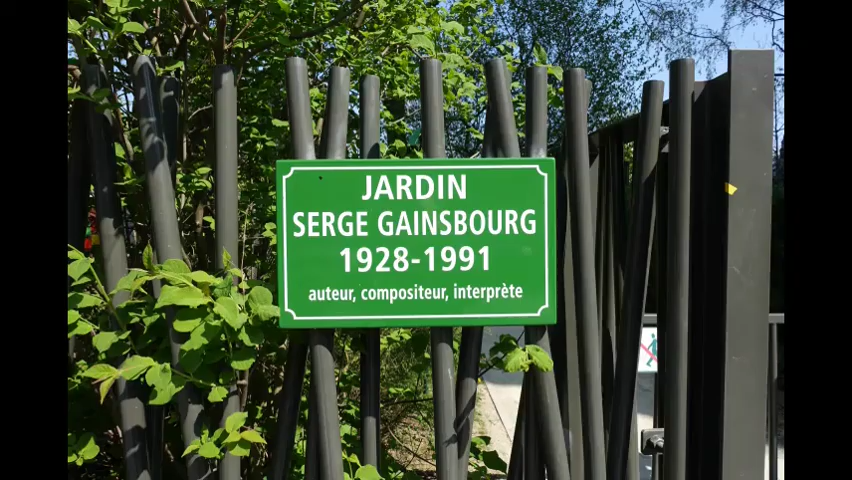 JARDIN
SERGE GAINSBOURG
1928-1991
auteur, compositeur, interprète